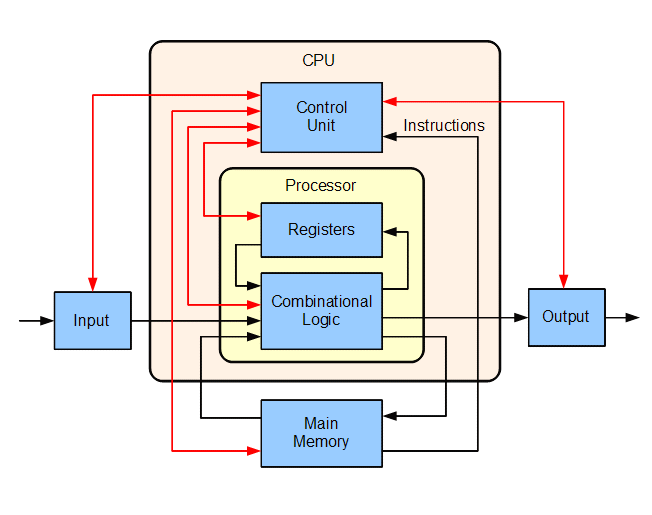 CPU
Control
Unit
Instructions
Processor
Registers
Combinational
Logic
Input
Output
Main
Memory